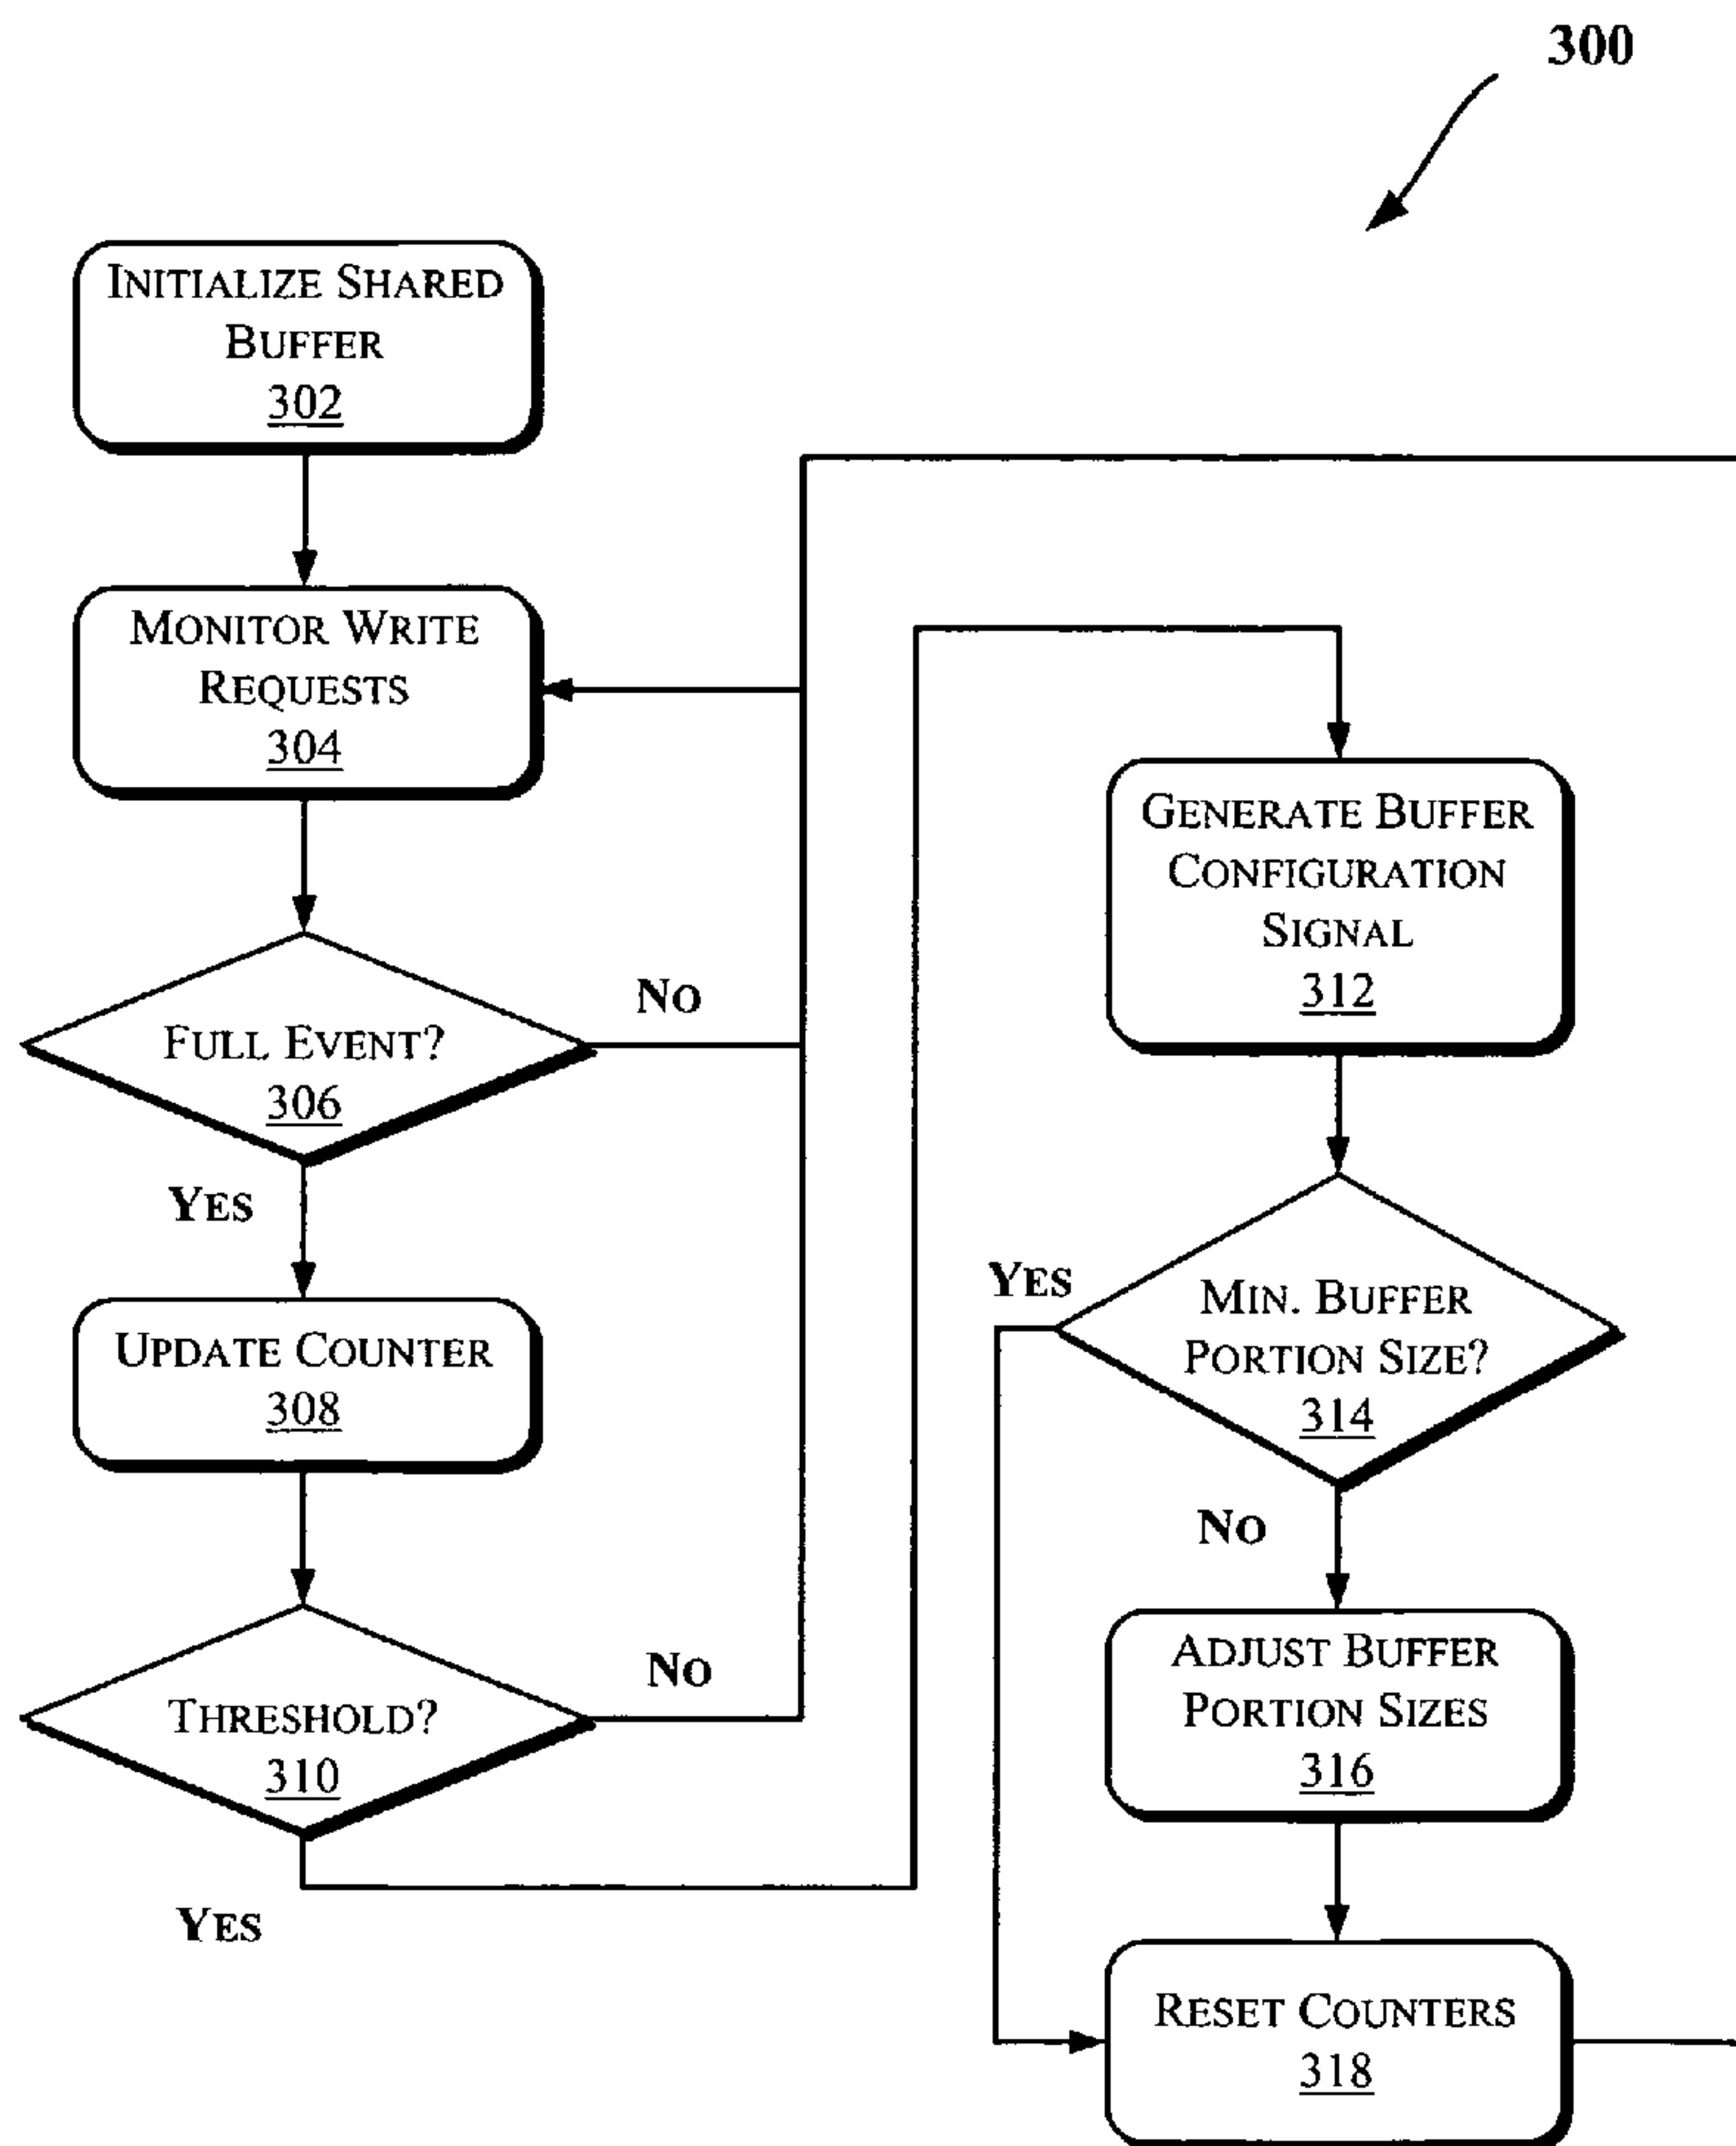 300
INITIALIZE SHARED
BUFFER
302
MONITOR WRITE
REQUESTS
304
FULL EVENT?
306
NO
YES
UPDATE COUNTER
308
THRESHOLD?
310
NO
YES
GENERATE BUFFER
CONFIGURATION
SIGNAL
312
MIN. BUFFER
PORTION SIZE?
314
YES
NO
ADJUST BUFFER
PORTION SIZES
316
RESET COUNTERS
318